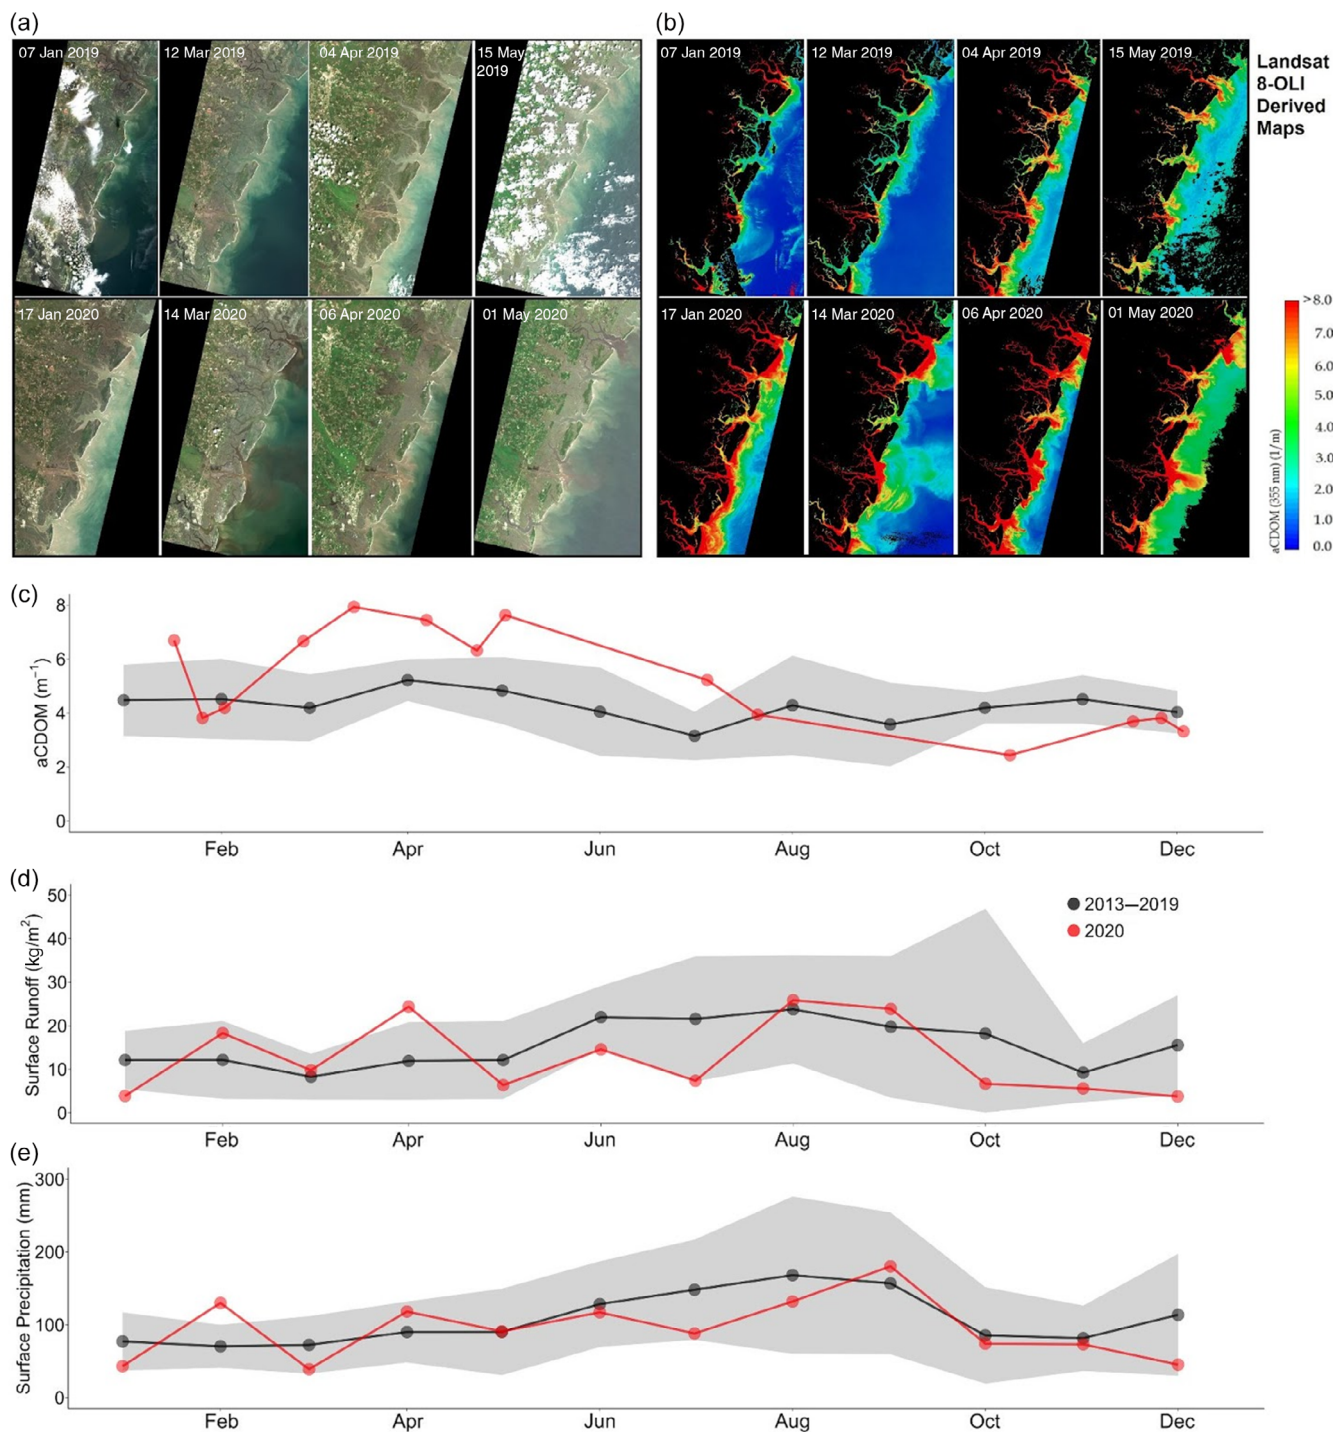 (a)
(b)
07 Jan 2019
12 Mar 2019
04 Apr 2019
15 May
2019
17 Jan 2020
14 Mar 2020
06 Apr 2020
01 May 2020
07 Jan 2019
12 Mar 2019
04 Apr 2019
15 May 2019
17 Jan 2020
14 Mar 2020
06 Apr 2020
01 May 2020
Landsat
8-OLI
Derived
Maps
>8.0
7.0
6.0
4.0
3.0
2.0
1.0
0.0
aCDOM (355 nm) (1/m)
(c)
aCDOM (m⁻¹)
8
6
4
2
0
Feb
Apr
Jun
Aug
Oct
Dec
(d)
Surface Runoff (kg/m²)
50
40
30
20
10
0
2013—2019
2020
Feb
Apr
Jun
Aug
Oct
Dec
(e)
Surface Precipitation (mm)
300
200
100
0
Feb
Apr
Jun
Aug
Oct
Dec